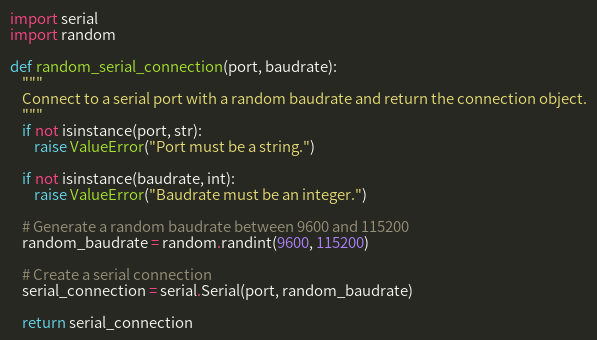 import serial
import random

def random_serial_connection(port, baudrate):
    """
    Connect to a serial port with a random baudrate and return the connection object.
    """
    if not isinstance(port, str):
        raise ValueError("Port must be a string.")

    if not isinstance(baudrate, int):
        raise ValueError("Baudrate must be an integer.")

    # Generate a random baudrate between 9600 and 115200
    random_baudrate = random.randint(9600, 115200)

    # Create a serial connection
    serial_connection = serial.Serial(port, random_baudrate)

    return serial_connection